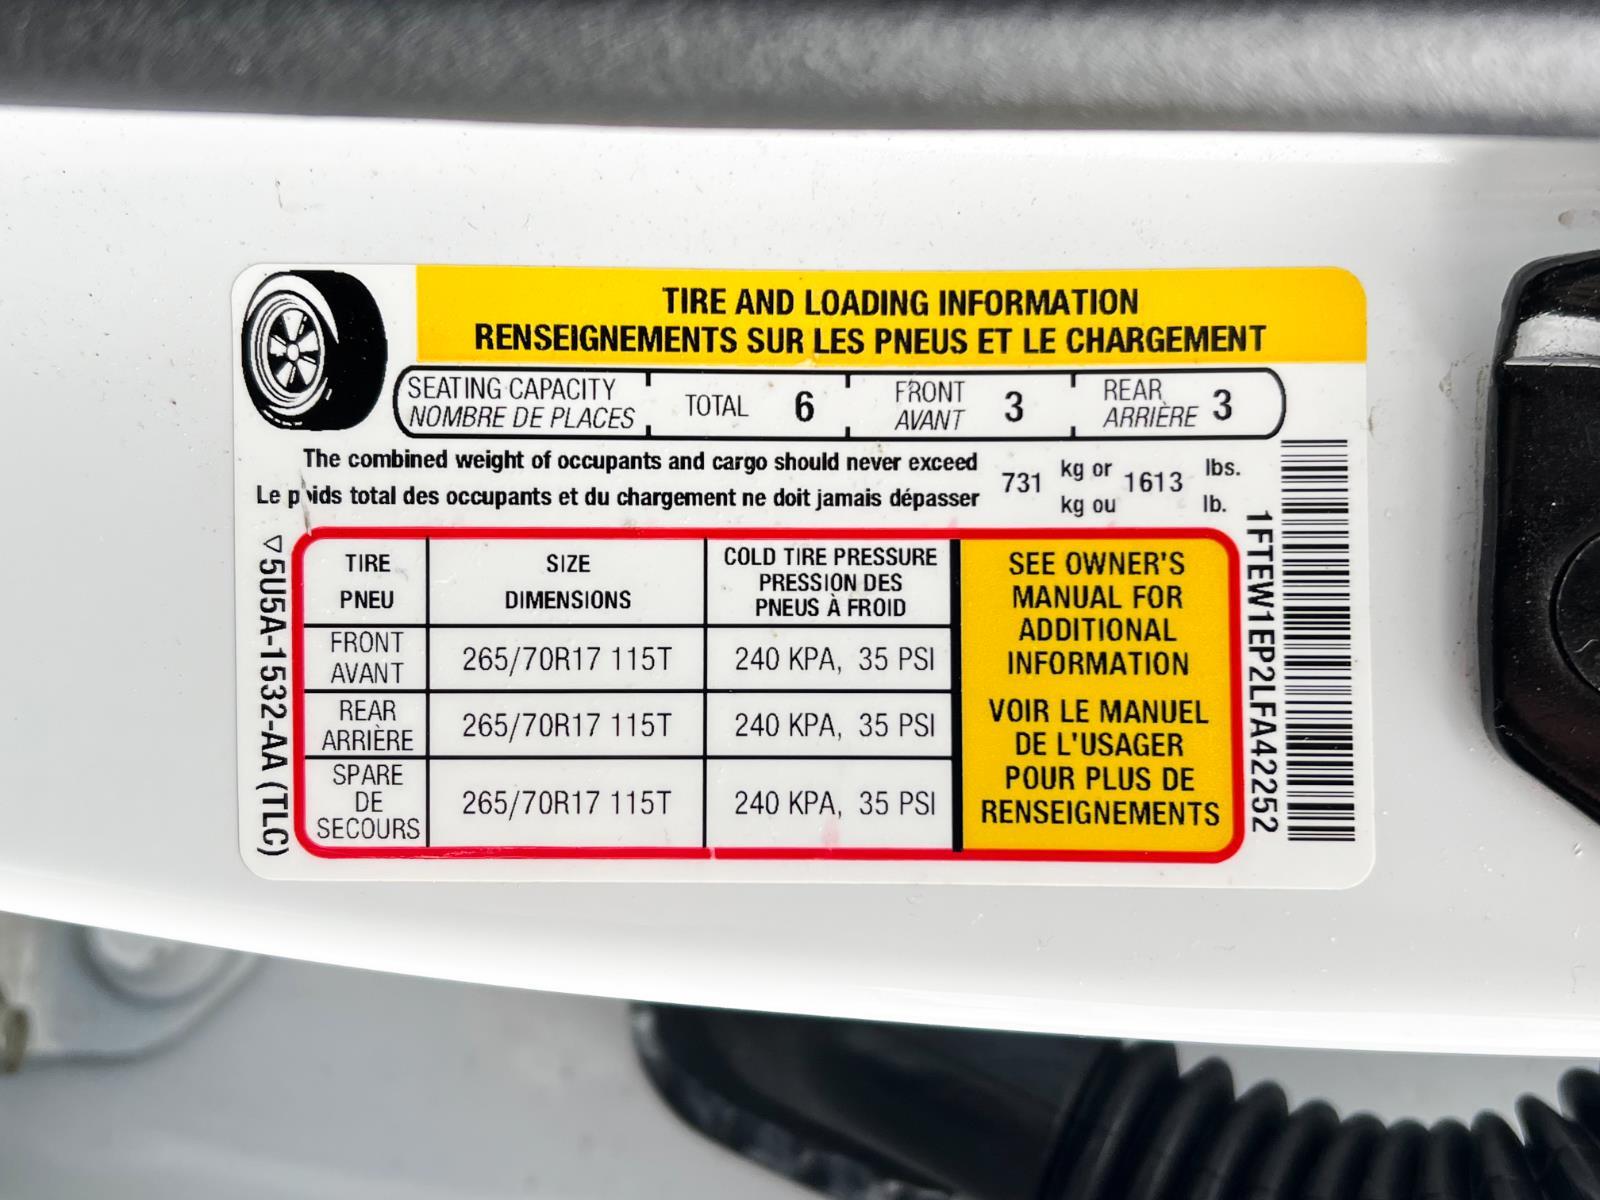 TIRE AND LOADING INFORMATION
RENSEIGNEMENTS SUR LES PNEUS ET LE CHARGEMENT
SEATING CAPACITY
NOMBRE DE PLACES
TOTAL 6
FRONT
AVANT
3
REAR
ARRIÈRE
3
The combined weight of occupants and cargo should never exceed
Le poids total des occupants et du chargement ne doit jamais dépasser
731
kg or
kg ou
1613
lbs.
lb.
TIRE
PNEU
SIZE
DIMENSIONS
COLD TIRE PRESSURE
PRESSION DES
PNEUS À FROID
FRONT
AVANT
265/70R17 115T
240 KPA, 35 PSI
REAR
ARRIÈRE
265/70R17 115T
240 KPA, 35 PSI
SPARE
DE
SECOURS
265/70R17 115T
240 KPA, 35 PSI
SEE OWNER'S
MANUAL FOR
ADDITIONAL
INFORMATION
VOIR LE MANUEL
DE L'USAGER
POUR PLUS DE
RENSEIGNEMENTS
5U5A-1532-AA (TLC)
1FTEW1EP2LFA42252